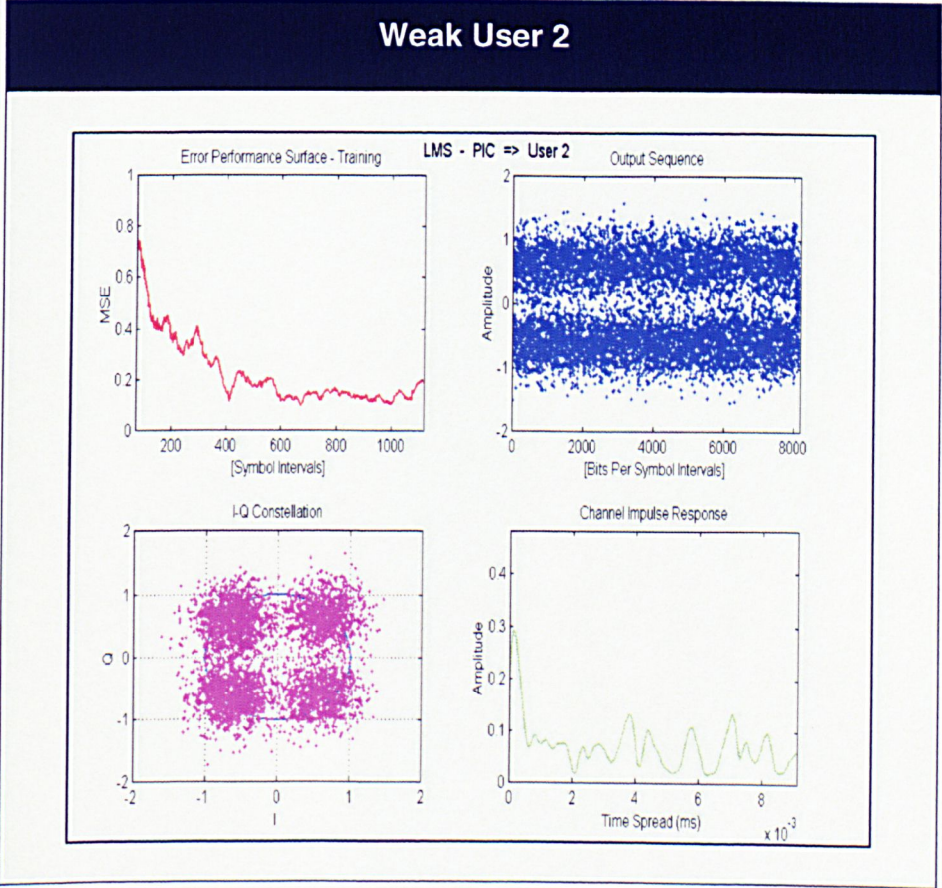 Weak User 2
LMS - PIC => User 2
Error Performance Surface - Training
1
0.8
0.6
0.4
0.2
0
MSE
200 400 600 800 1000
[Symbol Intervals]
Output Sequence
2
1
0
-1
-2
Amplitude
0 2000 4000 6000 8000
[Bits Per Symbol Intervals]
I-Q Constellation
2
1
0
-1
-2
Q
-2 -1 0 1 2
I
Channel Impulse Response
0.4
0.3
0.2
0.1
0
Amplitude
0 2 4 6 8
Time Spread (ms)
x 10-3